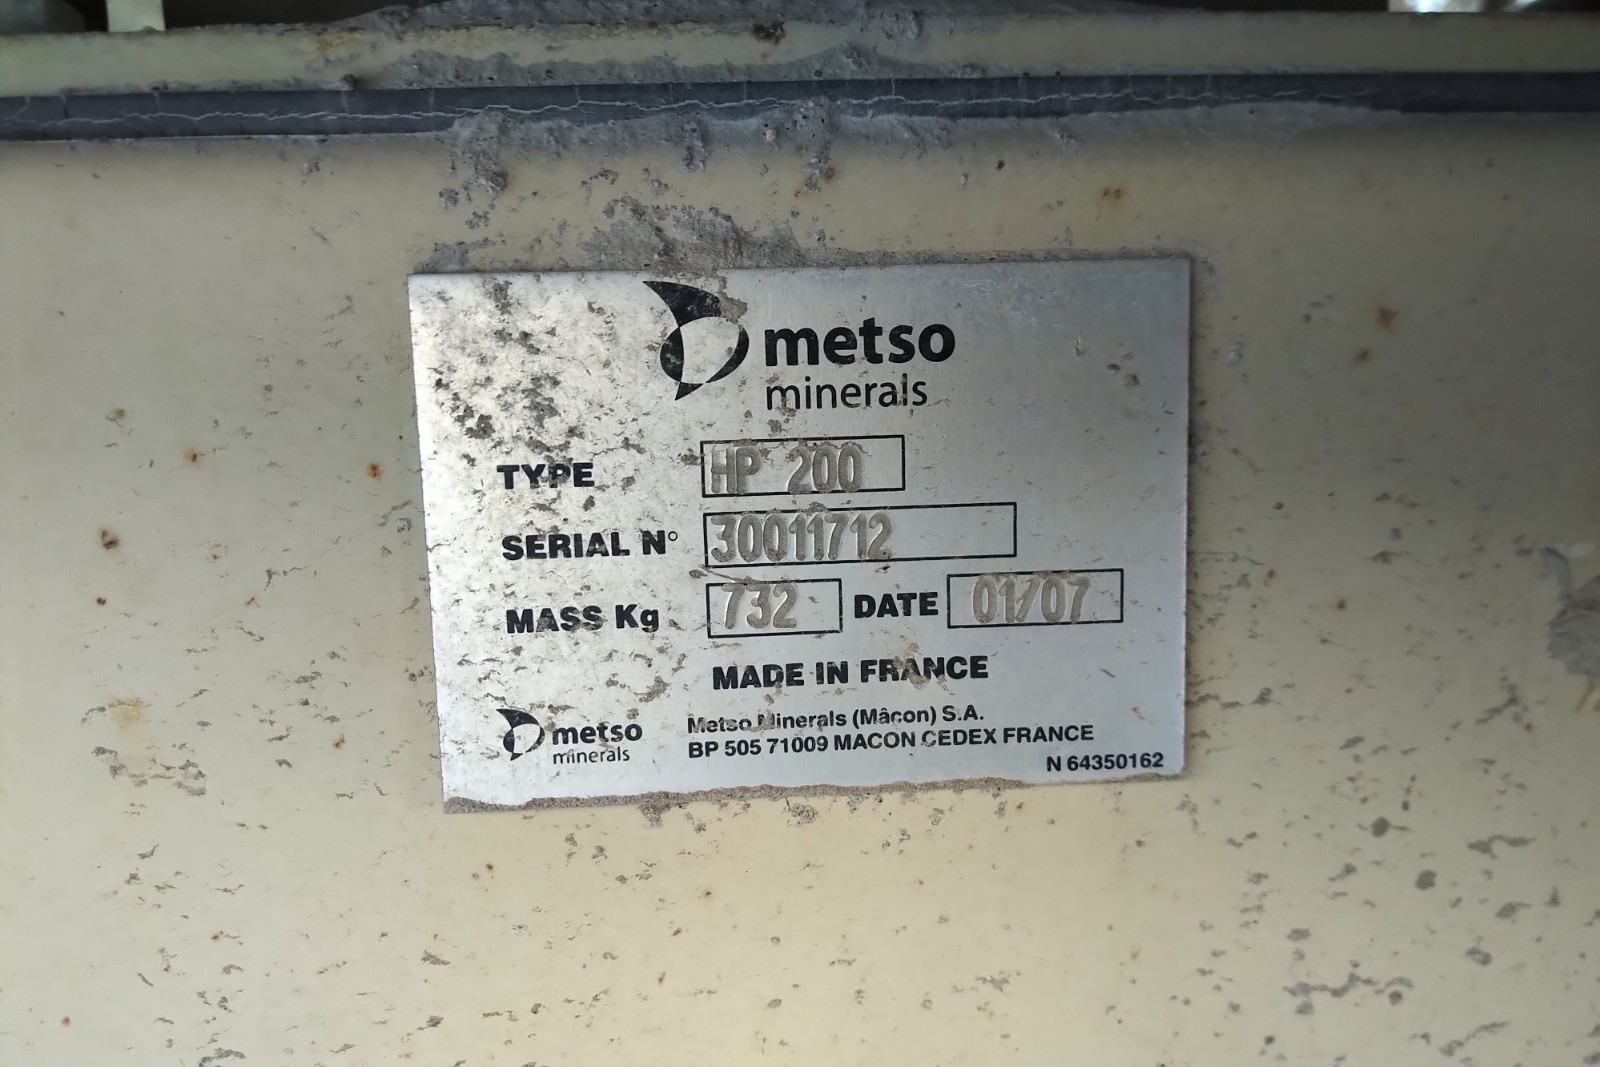 metso
minerals
TYPE HP 200
SERIAL N° 30011712
MASS Kg 732 DATE 01/07
MADE IN FRANCE
metso
minerals
Metso Minerals (Mâcon) S.A.
BP 505 71009 MACON CEDEX FRANCE
N 64350162